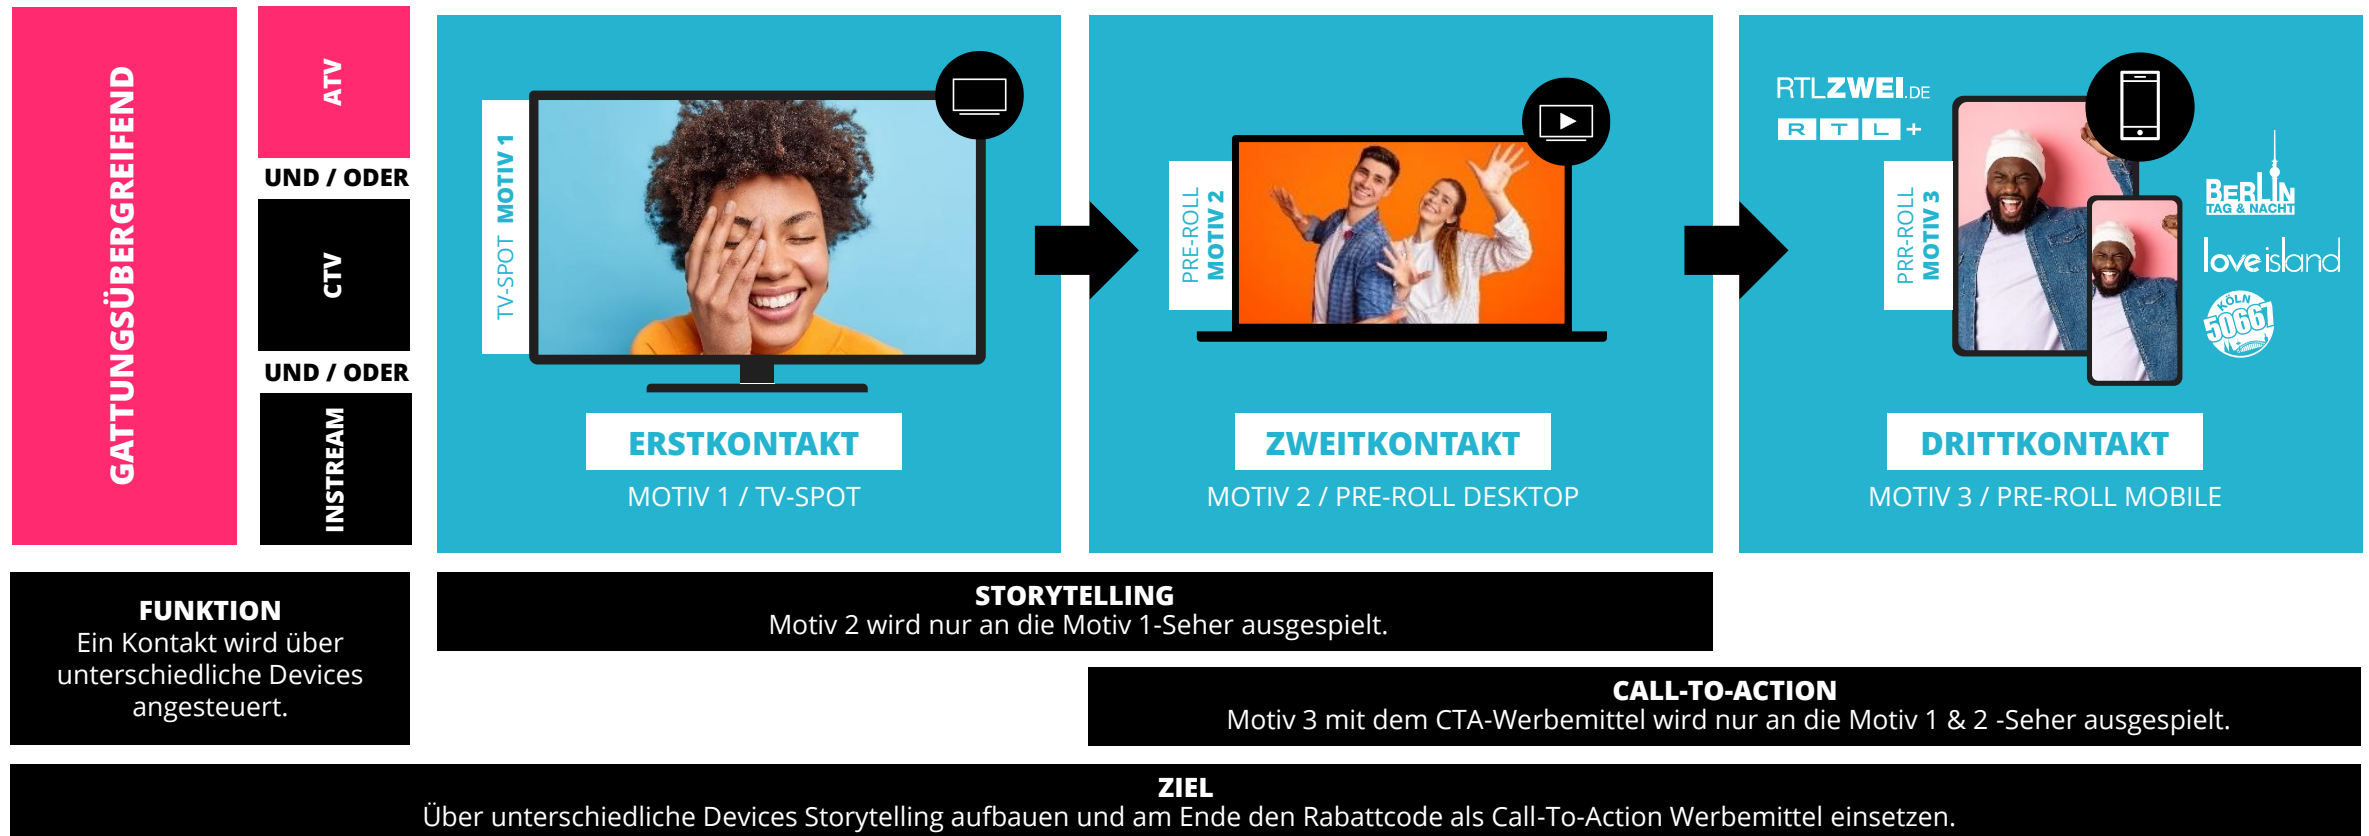 GATTUNGSÜBERGREIFEND
ATV
UND / ODER
CTV
UND / ODER
INSTREAM
TV-SPOT MOTIV 1
ERSTKONTAKT
MOTIV 1 / TV-SPOT
PRE-ROLL
MOTIV 2
ZWEITKONTAKT
MOTIV 2 / PRE-ROLL DESKTOP
RTLZWEI.DE
RTL+
PRR-ROLL
MOTIV 3
BERLIN
TAG & NACHT
loveisland
KÖLN
50667
DRITTKONTAKT
MOTIV 3 / PRE-ROLL MOBILE
FUNKTION
Ein Kontakt wird über
unterschiedliche Devices
angesteuert.
STORYTELLING
Motiv 2 wird nur an die Motiv 1-Seher ausgespielt.
CALL-TO-ACTION
Motiv 3 mit dem CTA-Werbemittel wird nur an die Motiv 1 & 2 -Seher ausgespielt.
ZIEL
Über unterschiedliche Devices Storytelling aufbauen und am Ende den Rabattcode als Call-To-Action Werbemittel einsetzen.